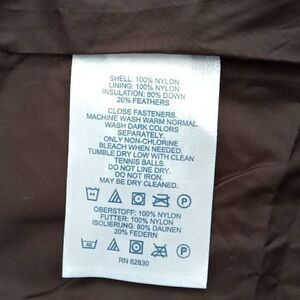 SHELL: 100% NYLON
LINING: 100% NYLON
INSULATION: 80% DOWN
20% FEATHERS
CLOSE FASTENERS.
MACHINE WASH WARM NORMAL.
WASH DARK COLORS
SEPARATELY.
ONLY NON-CHLORINE
BLEACH WHEN NEEDED.
TUMBLE DRY LOW WITH CLEAN
TENNIS BALLS.
DO NOT LINE DRY.
DO NOT IRON.
MAY BE DRY CLEANED.
P
OBERSTOFF: 100% NYLON
FUTTER: 100% NYLON
ISOLIERUNG: 80% DAUNEN
20% FEDERN
P
RN 62830